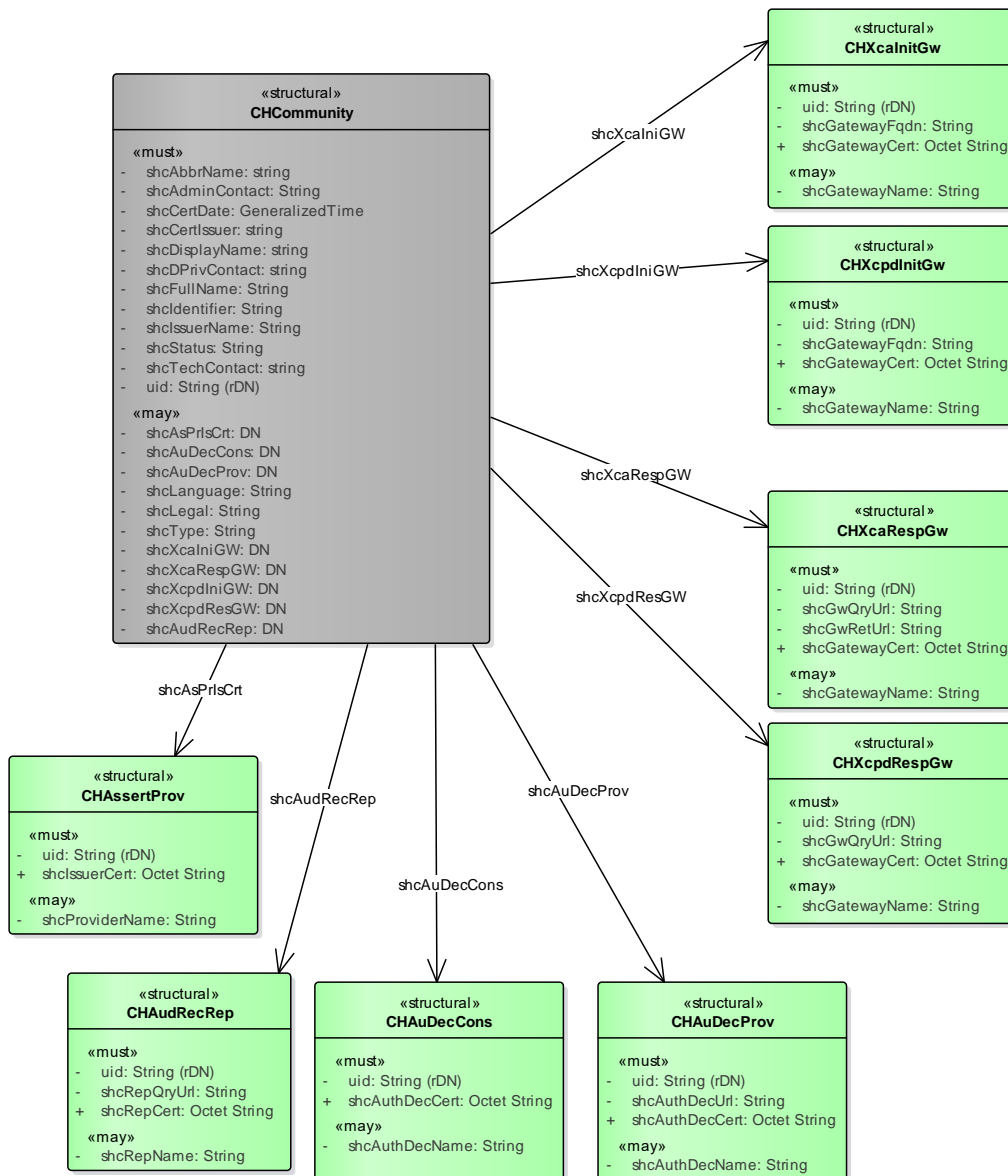 «structural»
CHCommunity
«must»
- shcAbbrName: string
- shcAdminContact: String
- shcCertDate: GeneralizedTime
- shcCertIssuer: string
- shcDisplayName: string
- shcDPrivContact: string
- shcFullName: String
- shcIdentifier: String
- shcIssuerName: String
- shcStatus: String
- shcTechContact: string
- uid: String (rDN)
«may»
- shcAsPrIsCrt: DN
- shcAuDecCons: DN
- shcAuDecProv: DN
- shcLanguage: String
- shcLegal: String
- shcType: String
- shcXcaIniGW: DN
- shcXcaRespGW: DN
- shcXcpdIniGW: DN
- shcXcpdResGW: DN
- shcAudRecRep: DN
shcXcaIniGW
«structural»
CHXcaInitGw
«must»
- uid: String (rDN)
- shcGatewayFqdn: String
+ shcGatewayCert: Octet String
«may»
- shcGatewayName: String
shcXcpdIniGW
«structural»
CHXcpdInitGw
«must»
- uid: String (rDN)
- shcGatewayFqdn: String
+ shcGatewayCert: Octet String
«may»
- shcGatewayName: String
shcXcaRespGW
«structural»
CHXcaRespGw
«must»
- uid: String (rDN)
- shcGwQryUrl: String
- shcGwRetUrl: String
+ shcGatewayCert: Octet String
«may»
- shcGatewayName: String
shcXcpdResGW
«structural»
CHXcpdRespGw
«must»
- uid: String (rDN)
- shcGwQryUrl: String
+ shcGatewayCert: Octet String
«may»
- shcGatewayName: String
shcAsPrIsCrt
«structural»
CHAssertProv
«must»
- uid: String (rDN)
+ shcIssuerCert: Octet String
«may»
- shcProviderName: String
shcAudRecRep
«structural»
CHAudRecRep
«must»
- uid: String (rDN)
- shcRepQryUrl: String
+ shcRepCert: Octet String
«may»
- shcRepName: String
shcAuDecCons
«structural»
CHAuDecCons
«must»
- uid: String (rDN)
+ shcAuthDecCert: Octet String
«may»
- shcAuthDecName: String
shcAuDecProv
«structural»
CHAuDecProv
«must»
- uid: String (rDN)
- shcAuthDecUrl: String
+ shcAuthDecCert: Octet String
«may»
- shcAuthDecName: String